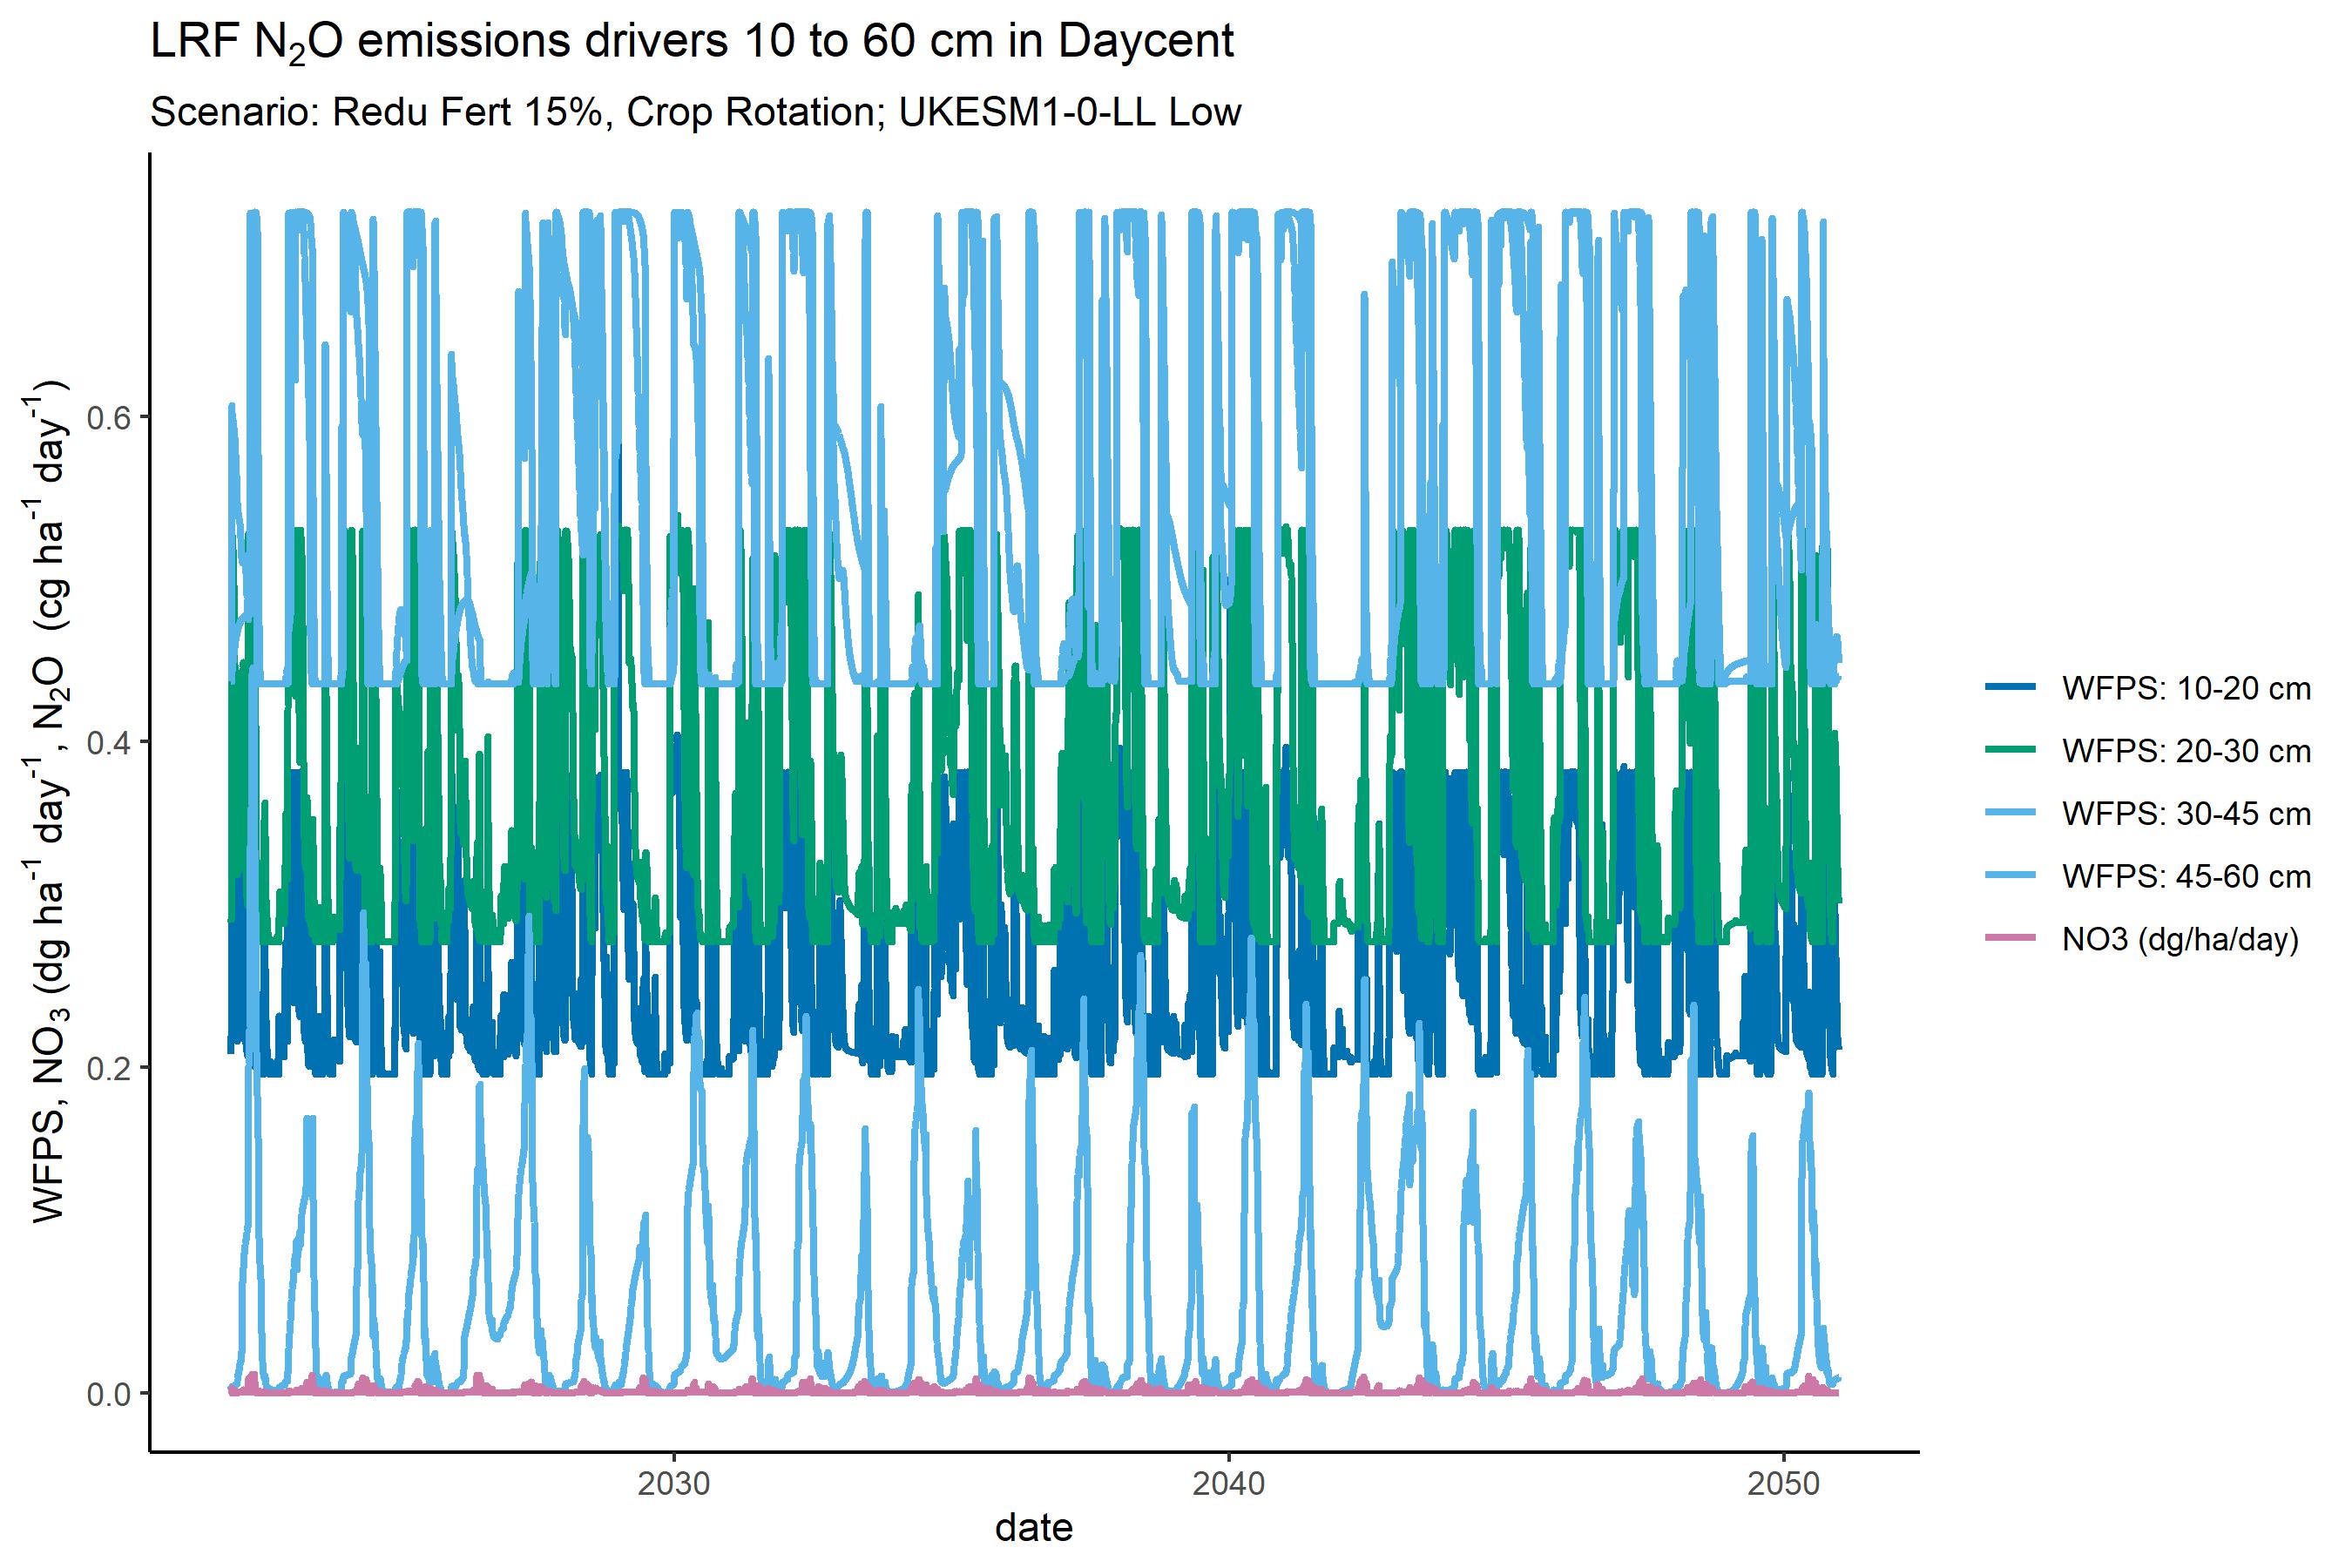 LRF N₂O emissions drivers 10 to 60 cm in Daycent
Scenario: Redu Fert 15%, Crop Rotation; UKESM1-0-LL Low
WFPS, NO₃ (dg ha⁻¹ day⁻¹, N₂O (cg ha⁻¹ day⁻¹)
0.6
0.4
0.2
0.0
2030
2040
2050
date
WFPS: 10-20 cm
WFPS: 20-30 cm
WFPS: 30-45 cm
WFPS: 45-60 cm
NO3 (dg/ha/day)